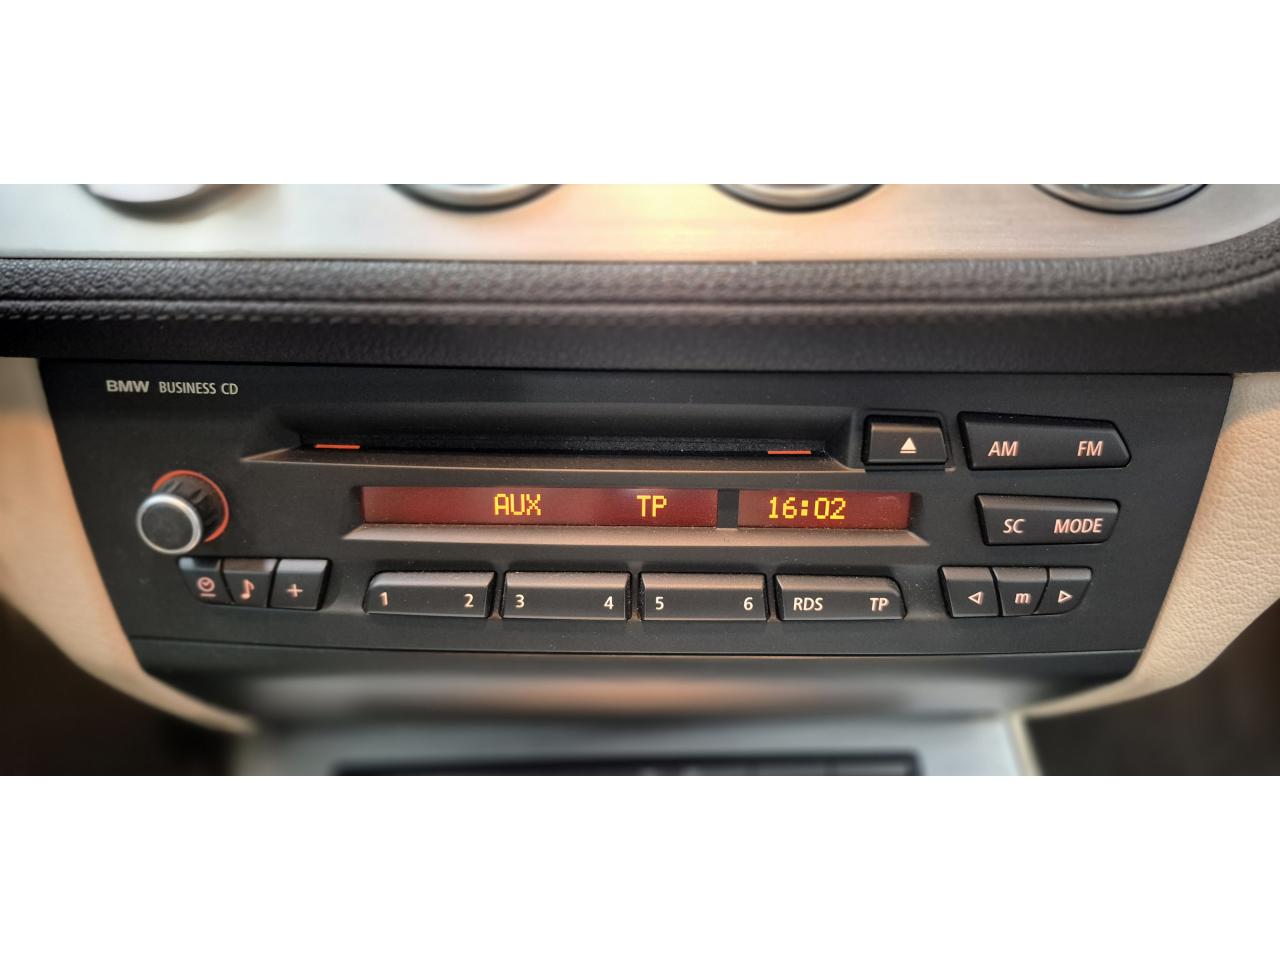 BMW BUSINESS CD
AM FM
AUX TP 16:02
SC MODE
1 2 3 4 5 6 RDS TP m